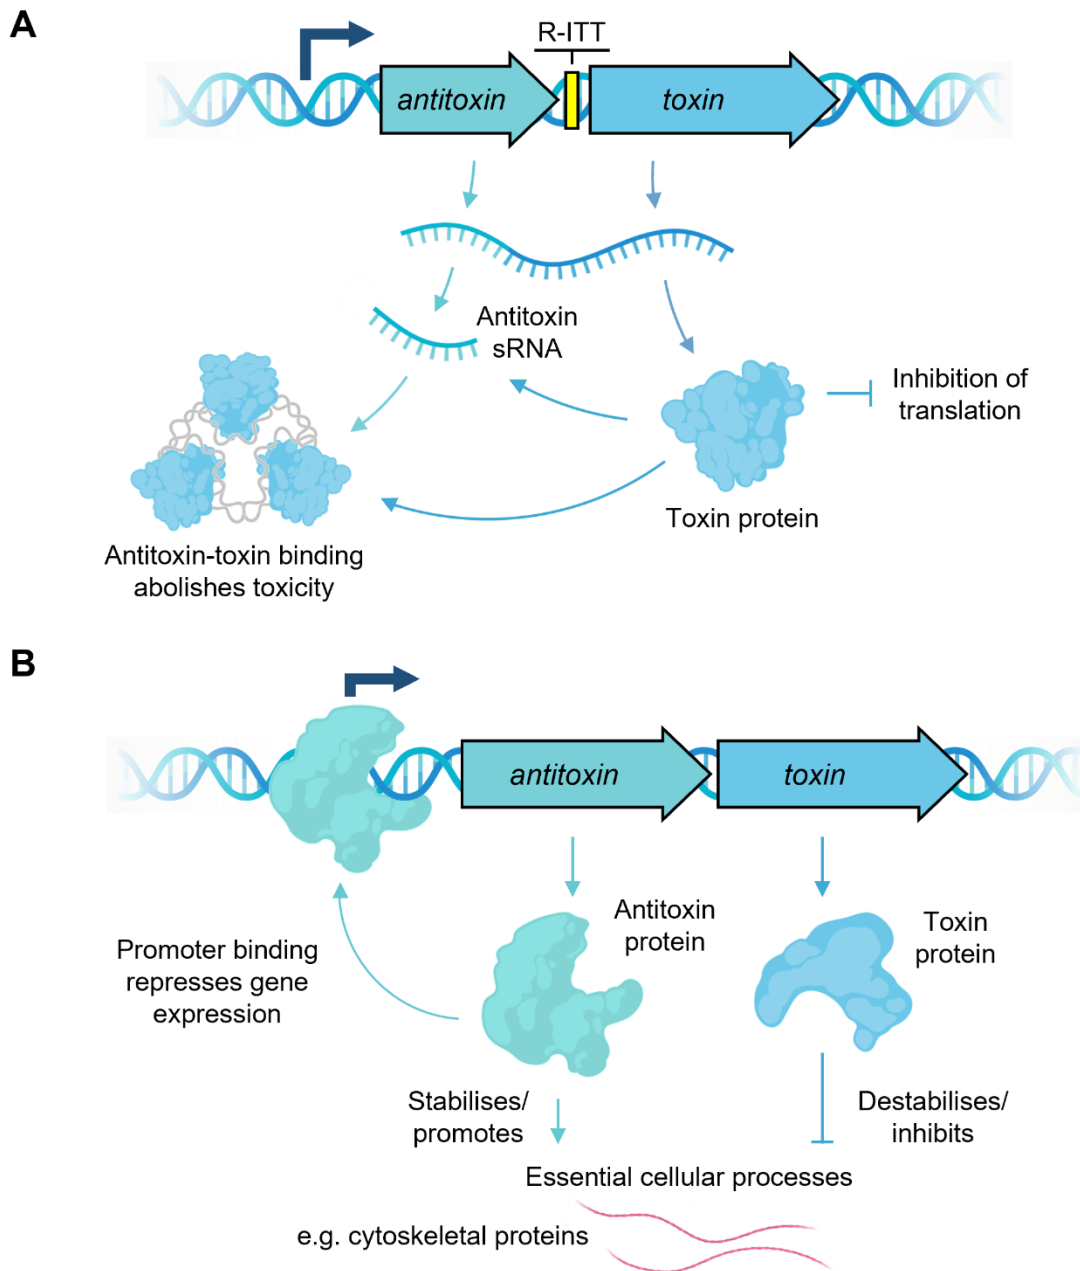 A
R-ITT
antitoxin
toxin
Antitoxin
sRNA
Inhibition of
translation
Toxin protein
Antitoxin-toxin binding
abolishes toxicity
B
antitoxin
toxin
Antitoxin
protein
Toxin
protein
Promoter binding
represses gene
expression
Stabilises/
promotes
Destabilises/
inhibits
Essential cellular processes
e.g. cytoskeletal proteins